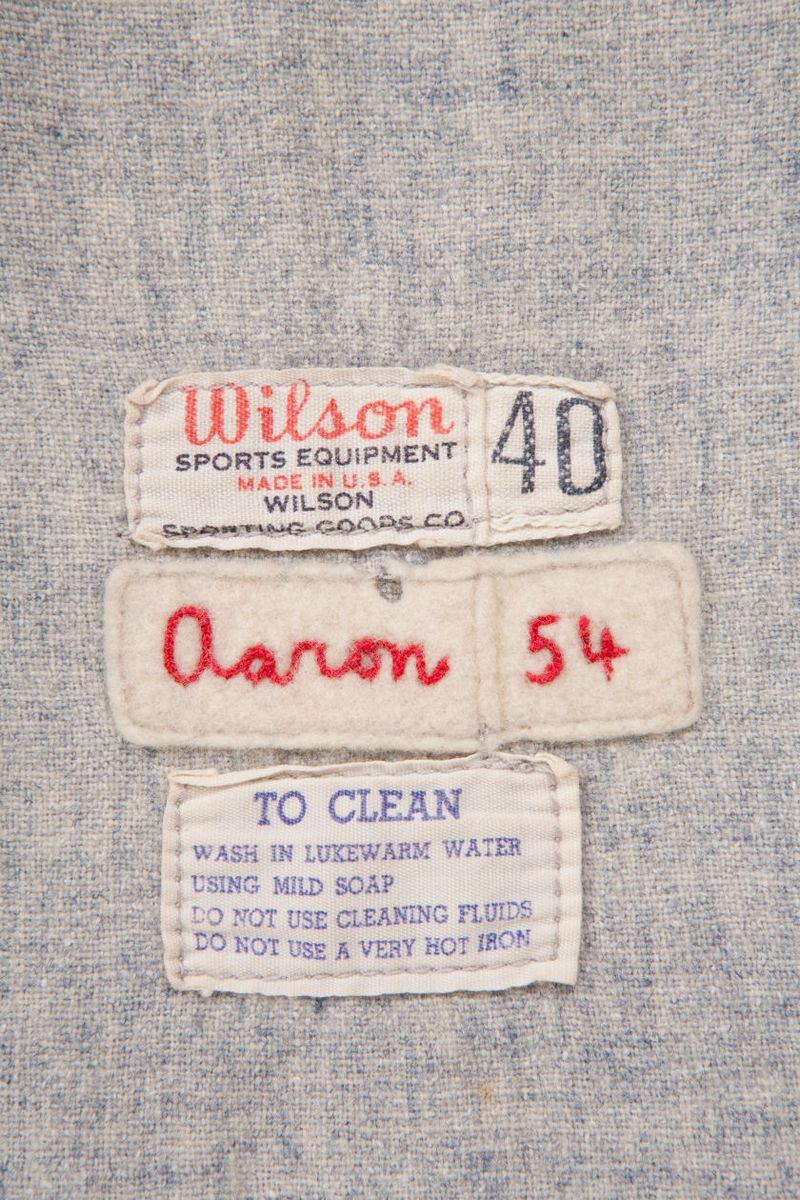 Wilson 40
SPORTS EQUIPMENT
MADE IN U.S.A.
WILSON
SPORTING GOODS CO.
Aaron 54
TO CLEAN
WASH IN LUKEWARM WATER
USING MILD SOAP
DO NOT USE CLEANING FLUIDS
DO NOT USE A VERY HOT IRON